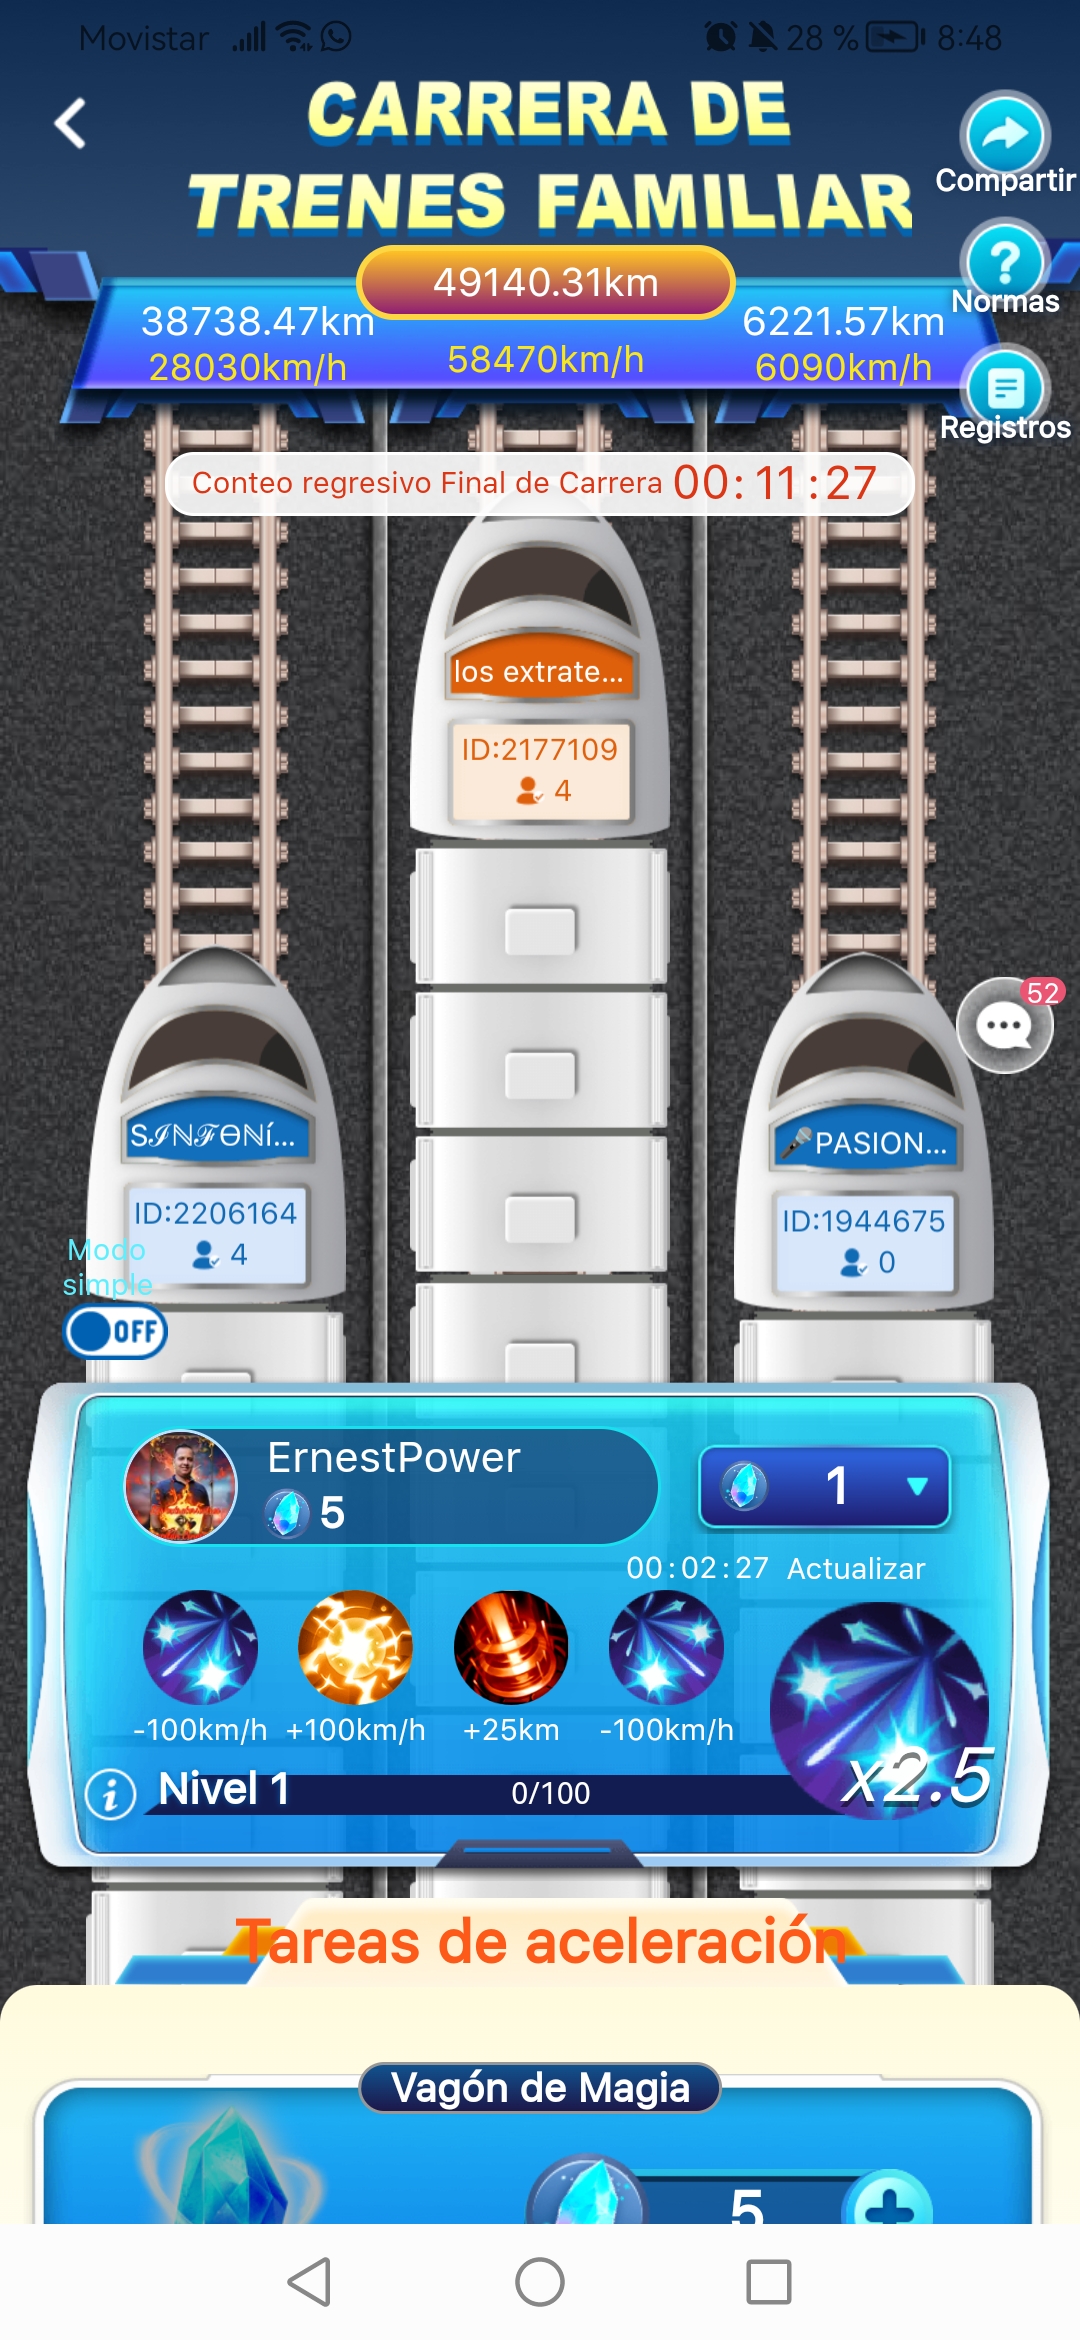 Movistar 28 % 8:48
CARRERA DE
TRENES FAMILIAR
Compartir
Normas
Registros
49140.31km
38738.47km
6221.57km
28030km/h
58470km/h
6090km/h
Conteo regresivo Final de Carrera 00:11:27
los extrate...
ID:2177109
4
52
S𝓘ℕ𝓕ϴℕí...
ID:2206164
4
🎤PASION...
ID:1944675
0
Modo
simple
OFF
ErnestPower
5
1
00:02:27 Actualizar
-100km/h +100km/h +25km -100km/h
x2.5
Nivel 1
0/100
Tareas de aceleración
Vagón de Magia
5